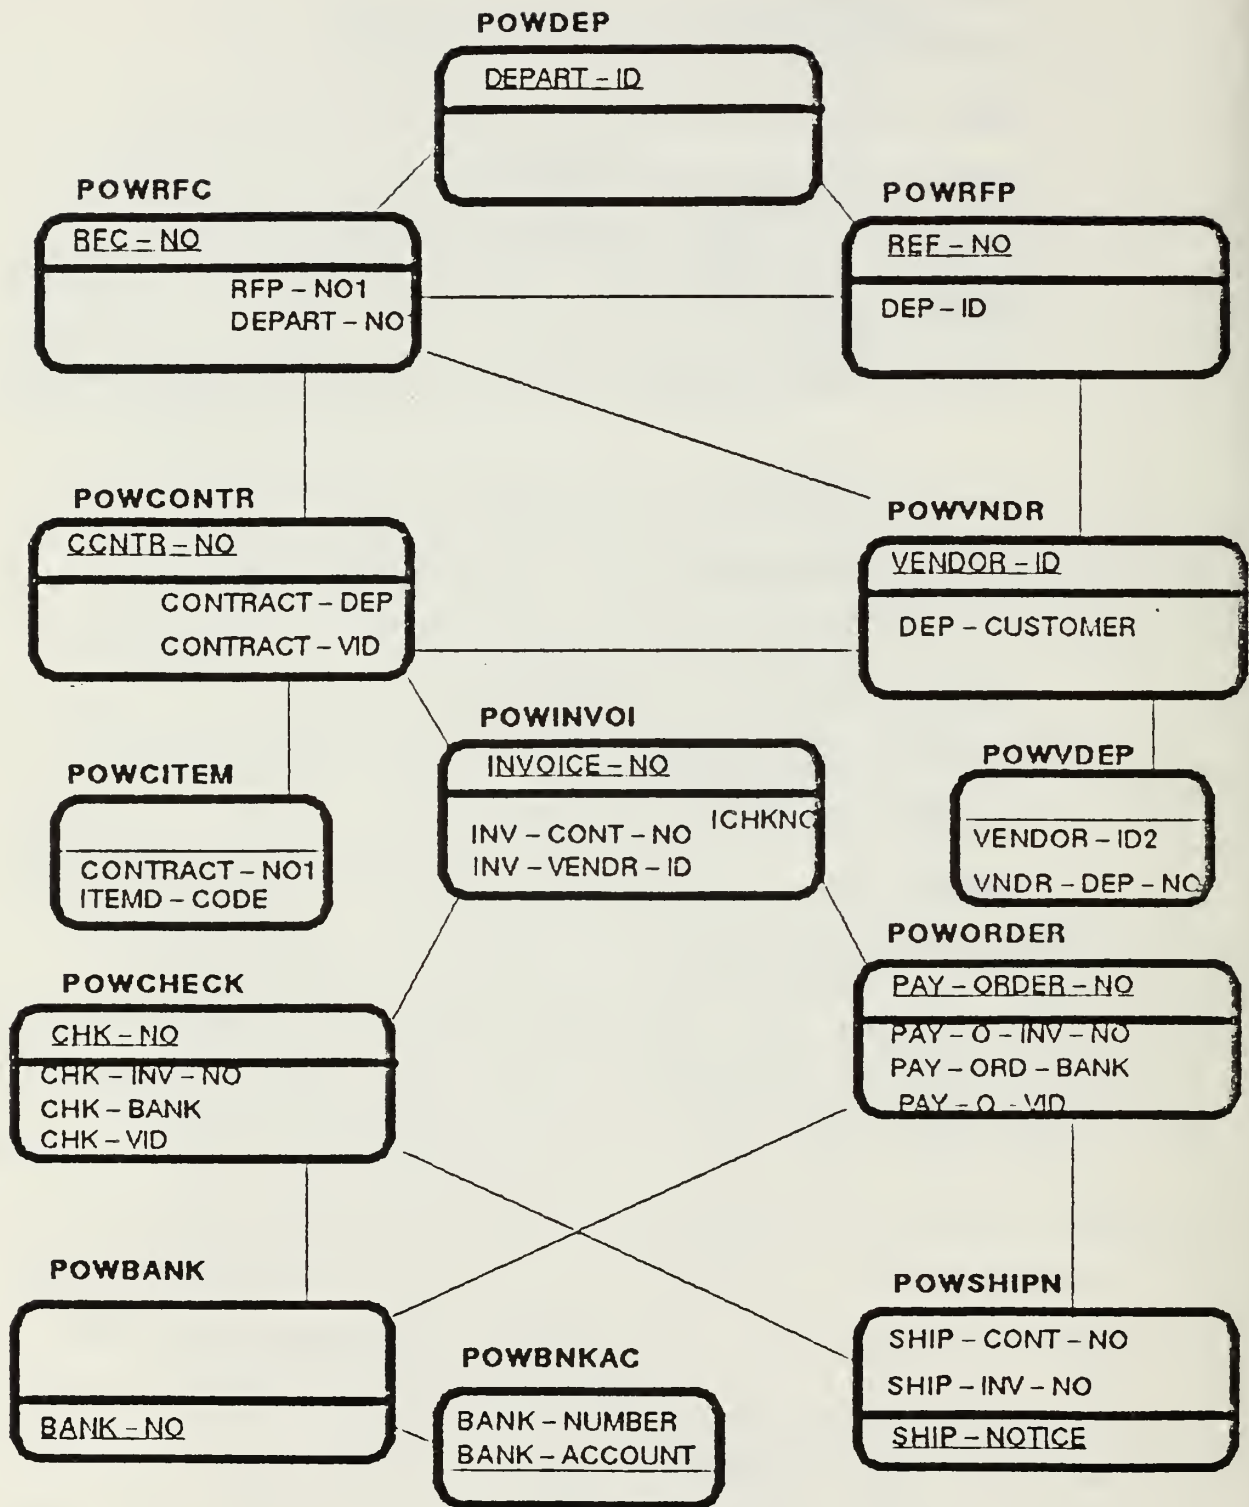 POWDEP
DEPART – ID
POWRFC
REC – NO
RFP – NO1
DEPART – NO
POWRFP
REF – NO
DEP – ID
POWCONTR
CCNTR – NO
CONTRACT – DEP
CONTRACT – VID
POWVNDR
VENDOR – ID
DEP – CUSTOMER
POWINVOI
INVOICE – NO
ICHKNO
INV – CONT – NO
INV – VENDR – ID
POWCITEM
CONTRACT – NO1
ITEMD – CODE
POWVDEP
VENDOR – ID2
VNDR – DEP – NO
POWORDER
PAY – ORDER – NO
PAY – O – INV – NO
PAY – ORD – BANK
PAY – O – VID
POWCHECK
CHK – NO
CHK – INV – NO
CHK – BANK
CHK – VID
POWBANK
BANK – NO
POWBNKAC
BANK – NUMBER
BANK – ACCOUNT
POWSHIPN
SHIP – CONT – NO
SHIP – INV – NO
SHIP – NOTICE